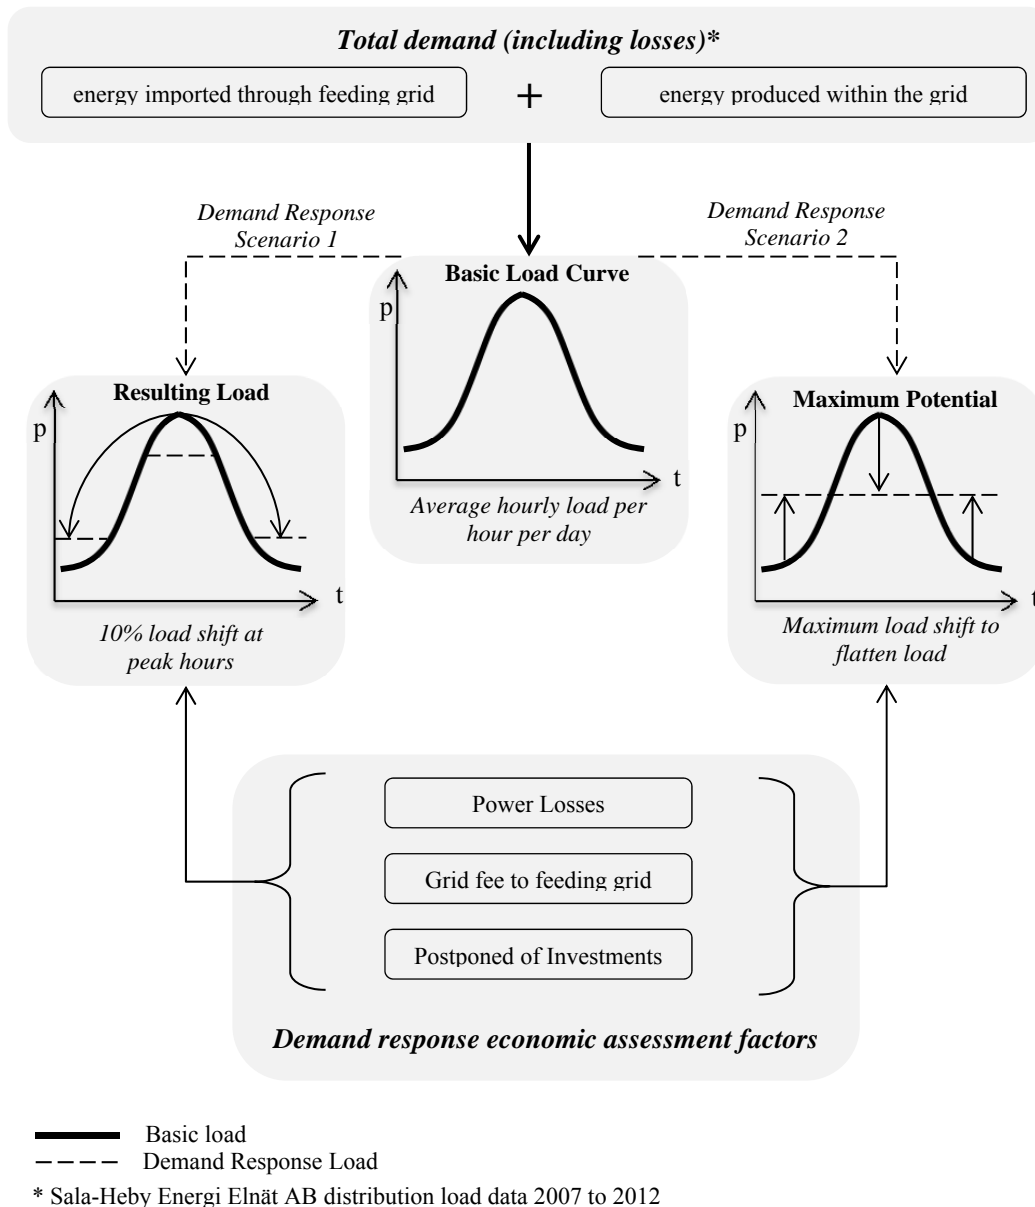 Total demand (including losses)*
energy imported through feeding grid
+
energy produced within the grid
Demand Response
Scenario 1
Demand Response
Scenario 2
Basic Load Curve
p
t
Average hourly load per
hour per day
Resulting Load
p
t
10% load shift at
peak hours
Maximum Potential
p
t
Maximum load shift to
flatten load
Power Losses
Grid fee to feeding grid
Postponed of Investments
Demand response economic assessment factors
Basic load
Demand Response Load
* Sala-Heby Energi Elnät AB distribution load data 2007 to 2012